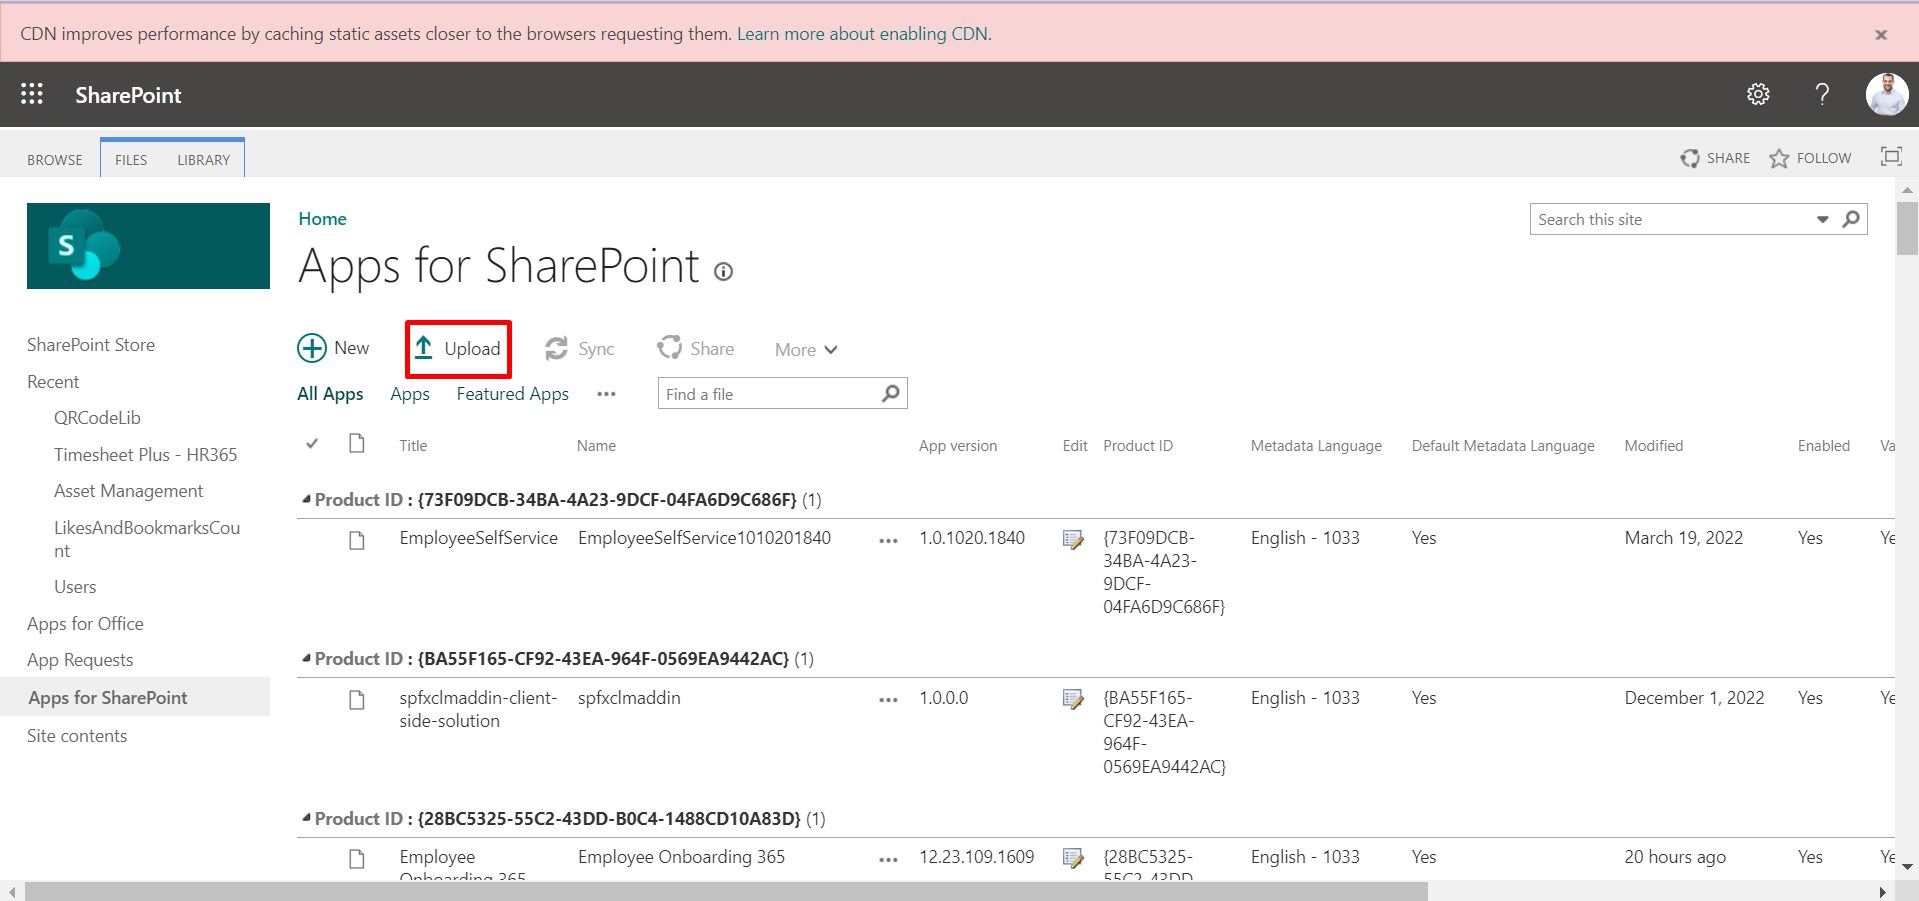 CDN improves performance by caching static assets closer to the browsers requesting them. Learn more about enabling CDN.
SharePoint
BROWSE FILES LIBRARY SHARE FOLLOW
S
Home
Search this site
Apps for SharePoint
New Upload Sync Share More
All Apps Apps Featured Apps ••• Find a file
SharePoint Store
Recent
QRCodeLib
Timesheet Plus - HR365
Asset Management
LikesAndBookmarksCou
nt
Users
Apps for Office
App Requests
Apps for SharePoint
Site contents
Title Name App version Edit Product ID Metadata Language Default Metadata Language Modified Enabled Va
Product ID : {73F09DCB-34BA-4A23-9DCF-04FA6D9C686F} (1)
EmployeeSelfService EmployeeSelfService1010201840 ••• 1.0.1020.1840 {73F09DCB- English - 1033 Yes March 19, 2022 Yes Ye
34BA-4A23-
9DCF-
04FA6D9C686F}
Product ID : {BA55F165-CF92-43EA-964F-0569EA9442AC} (1)
spfxclmaddin-client- spfxclmaddin ••• 1.0.0.0 {BA55F165- English - 1033 Yes December 1, 2022 Yes Ye
side-solution CF92-43EA-
964F-
0569EA9442AC}
Product ID : {28BC5325-55C2-43DD-B0C4-1488CD10A83D} (1)
Employee Employee Onboarding 365 ••• 12.23.109.1609 {28BC5325- English - 1033 Yes 20 hours ago Yes Ye
Onboarding 365 55C2-43DD